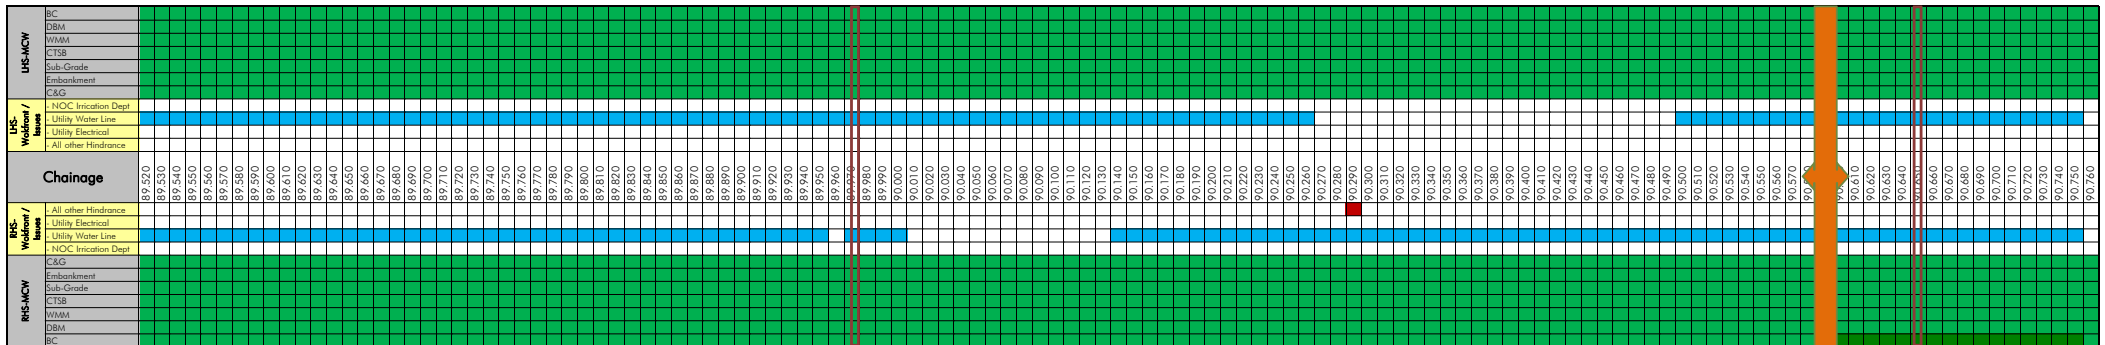 LHS-MCW
BC
DBM
WMM
CTSB
Sub-Grade
Embankment
C&G
LHS-
Wokfront /
Issues
- NOC Irrication Dept
- Utility Water Line
- Utility Electrical
- All other Hindrance
Chainage
89.520 89.530 89.540 89.550 89.560 89.570 89.580 89.590 89.600 89.610 89.620 89.630 89.640 89.650 89.660 89.670 89.680 89.690 89.700 89.710 89.720 89.730 89.740 89.750 89.760 89.770 89.780 89.790 89.800 89.810 89.820 89.830 89.840 89.850 89.860 89.870 89.880 89.890 89.900 89.910 89.920 89.930 89.940 89.950 89.960 89.970 89.980 89.990 90.000 90.010 90.020 90.030 90.040 90.050 90.060 90.070 90.080 90.090 90.100 90.110 90.120 90.130 90.140 90.150 90.160 90.170 90.180 90.190 90.200 90.210 90.220 90.230 90.240 90.250 90.260 90.270 90.280 90.290 90.300 90.310 90.320 90.330 90.340 90.350 90.360 90.370 90.380 90.390 90.400 90.410 90.420 90.430 90.440 90.450 90.460 90.470 90.480 90.490 90.500 90.510 90.520 90.530 90.540 90.550 90.560 90.570 90.610 90.620 90.630 90.640 90.650 90.660 90.670 90.680 90.690 90.700 90.710 90.720 90.730 90.740 90.750 90.760
RHS-
Wokfront /
Issues
- All other Hindrance
- Utility Electrical
- Utility Water Line
- NOC Irrication Dept
RHS-MCW
C&G
Embankment
Sub-Grade
CTSB
WMM
DBM
BC